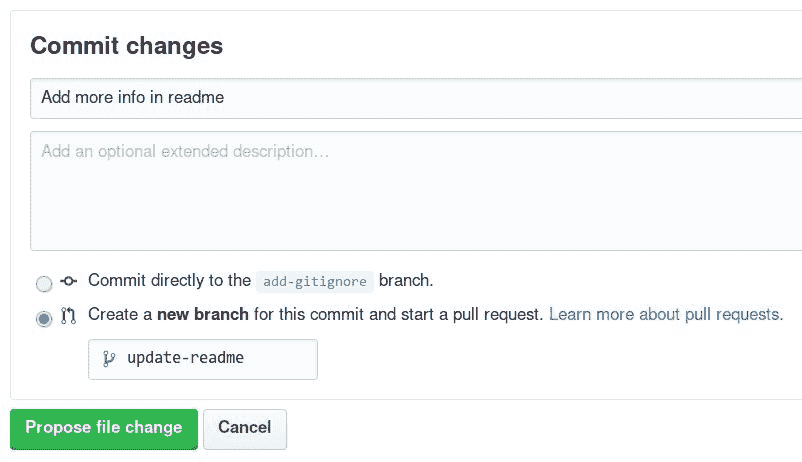 Commit changes
Add more info in readme
Add an optional extended description...
Commit directly to the add-gitignore branch.
Create a new branch for this commit and start a pull request. Learn more about pull requests.
update-readme
Propose file change Cancel